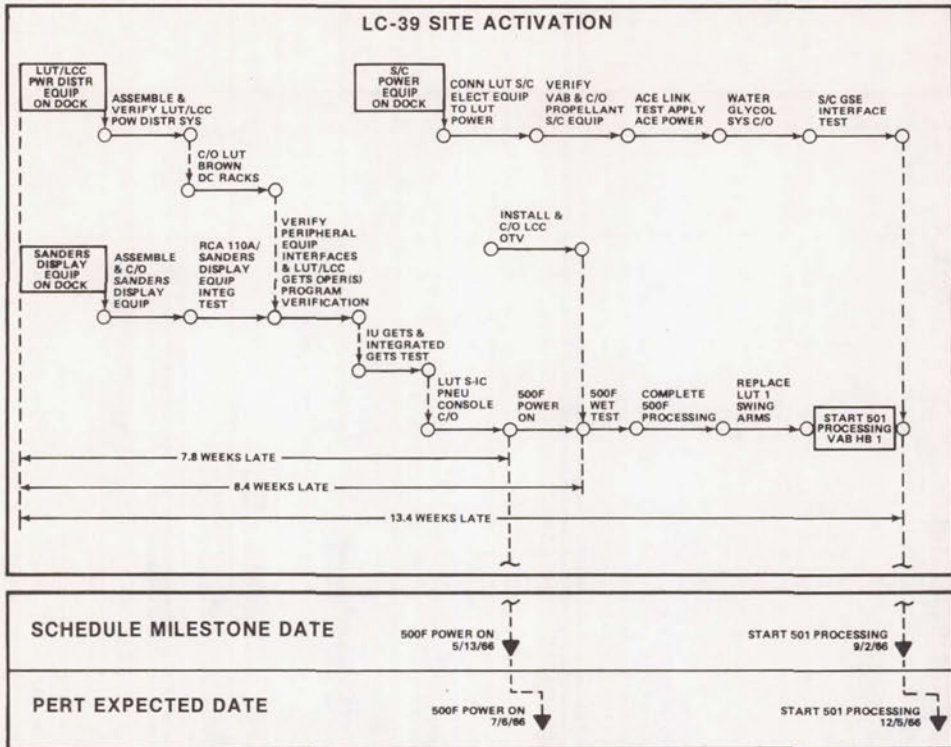 LC-39 SITE ACTIVATION
LUT/LCC
PWR DISTR
EQUIP
ON DOCK
ASSEMBLE &
VERIFY LUT/LCC
POW DISTR SYS
C/O LUT
BROWN
DC RACKS
S/C
POWER
EQUIP
ON DOCK
CONN LUT S/C
ELECT EQUIP
TO LUT
POWER
VERIFY
VAB & C/O
PROPELLANT
S/C EQUIP
ACE LINK
TEST APPLY
ACE POWER
WATER
GLYCOL
SYS C/O
S/C GSE
INTERFACE
TEST
SANDERS
DISPLAY
EQUIP
ON DOCK
ASSEMBLE
& C/O
SANDERS
DISPLAY
EQUIP
RCA 110A/
SANDERS
DISPLAY
EQUIP
INTEG
TEST
VERIFY
PERIPHERAL
EQUIP
INTERFACES
& LUT/LCC
GETS OPER(S)
PROGRAM
VERIFICATION
INSTALL &
C/O LCC
OTV
IU GETS &
INTEGRATED
GETS TEST
LUT S-IC
PNEU
CONSOLE
C/O
500F
POWER
ON
500F
WET
TEST
COMPLETE
500F
PROCESSING
REPLACE
LUT 1
SWING
ARMS
START 501
PROCESSING
VAB HB 1
7.8 WEEKS LATE
8.4 WEEKS LATE
13.4 WEEKS LATE
SCHEDULE MILESTONE DATE
500F POWER ON
5/13/66
START 501 PROCESSING
9/2/66
PERT EXPECTED DATE
500F POWER ON
7/6/66
START 501 PROCESSING
12/5/66